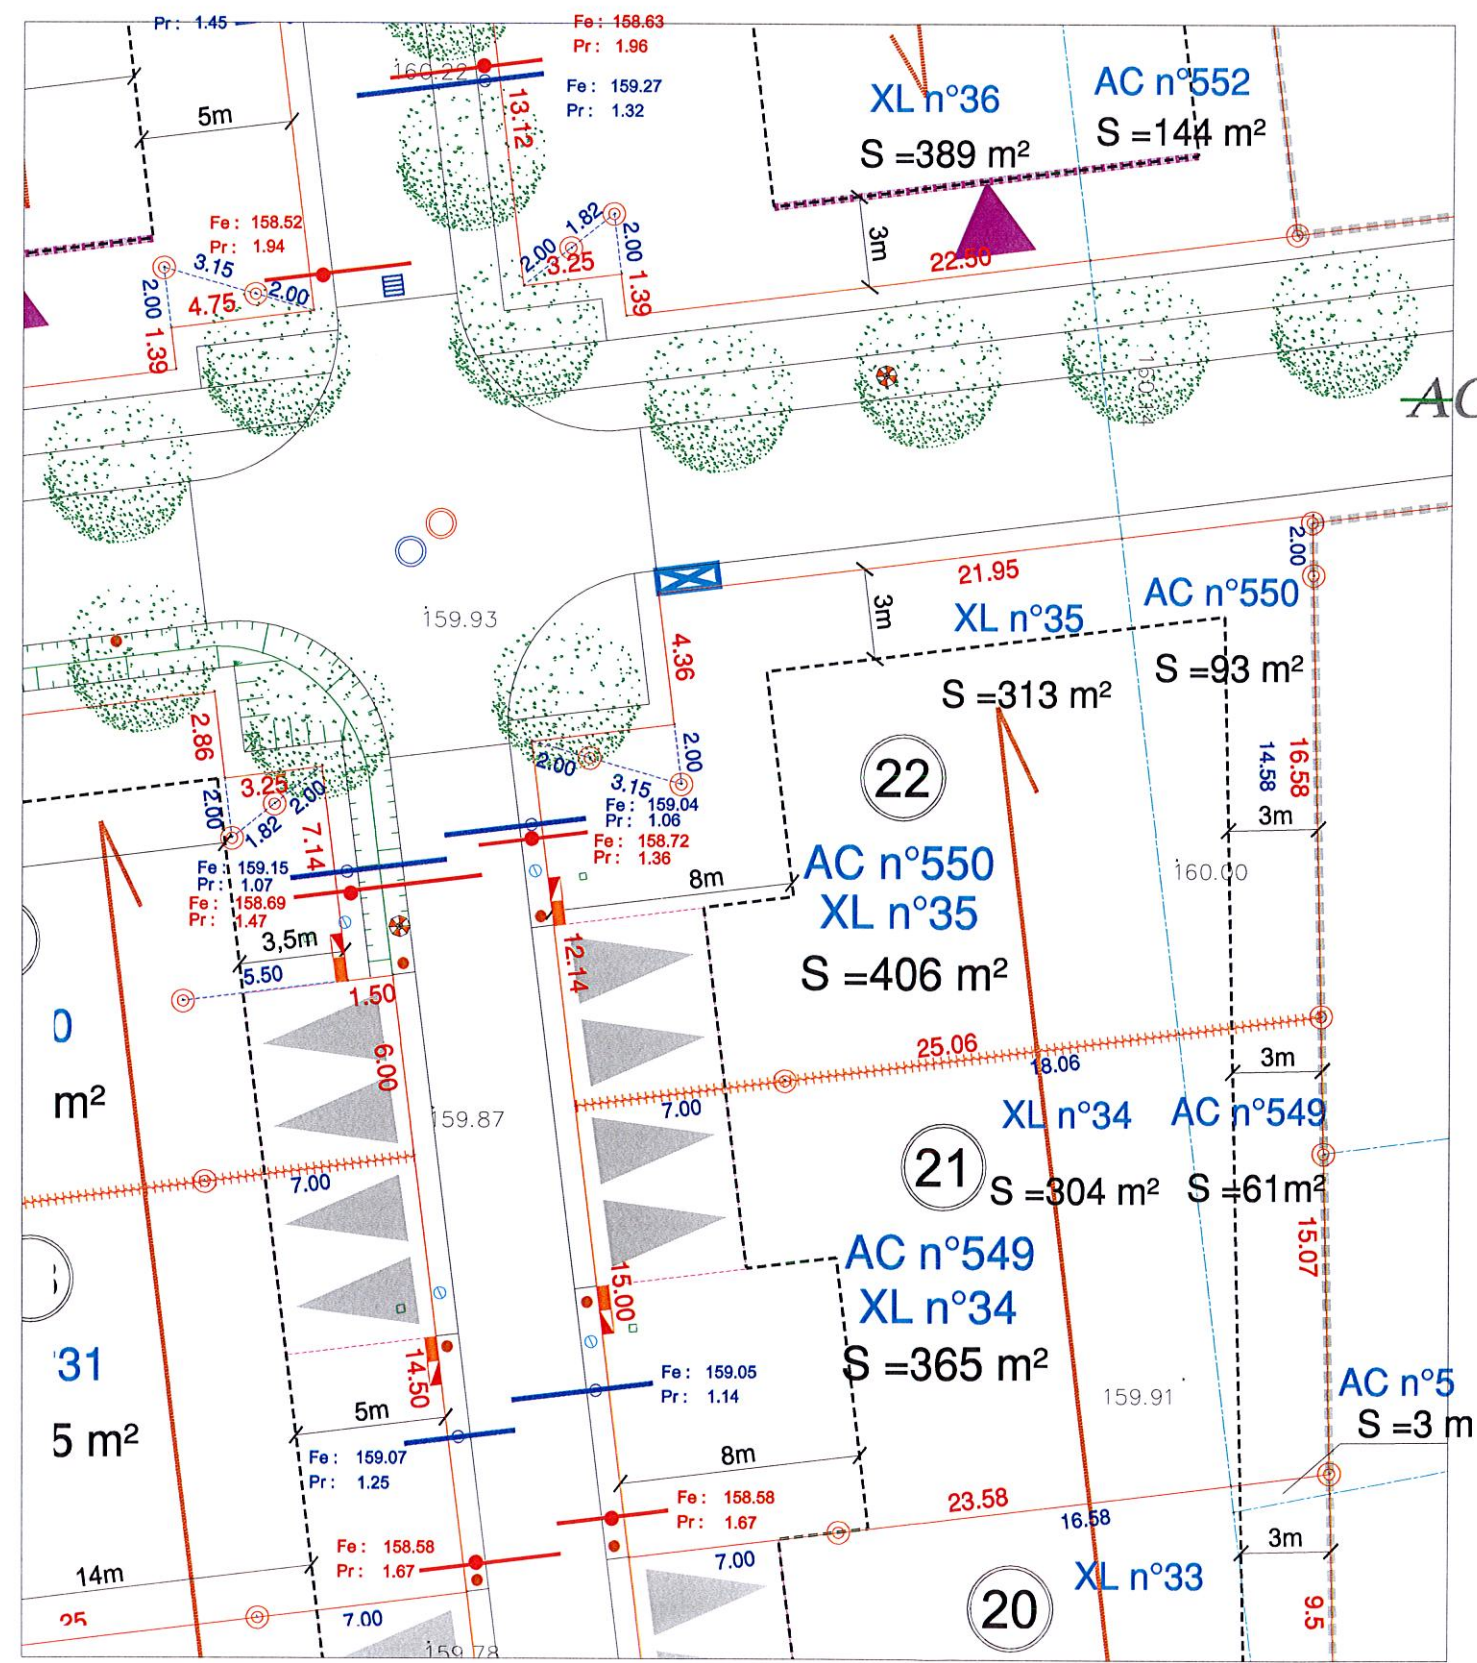 Pr : 1.45
Fe : 158.63
Pr : 1.96
160.22
Fe : 159.27
Pr : 1.32
13.12
5m
XL n°36
S =389 m²
AC n°552
S =144 m²
Fe : 158.52
Pr : 1.94
3.15
2.00
4.75
2.00
1.39
1.82
2.00
3.25
2.00
1.39
3m
22.50
AC
159.93
4.36
21.95
3m
2.00
XL n°35
AC n°550
S =313 m²
S =93 m²
2.86
3.25
2.00
2.00
1.82
7.14
2.00
3.15
2.00
Fe : 159.04
Pr : 1.06
Fe : 158.72
Pr : 1.36
22
14.58
16.58
3m
Fe : 159.15
Pr : 1.07
Fe : 158.69
Pr : 1.47
8m
AC n°550
XL n°35
S =406 m²
160.00
3,5m
5.50
1.50
12.14
6.00
0
m²
25.06
18.06
3m
7.00
159.87
XL n°34
AC n°549
21
S =304 m²
S =61m²
7.00
15.07
AC n°549
XL n°34
S =365 m²
15.00
31
5 m²
14.50
Fe : 159.05
Pr : 1.14
159.91
AC n°5
S =3 m
5m
Fe : 159.07
Pr : 1.25
8m
Fe : 158.58
Pr : 1.67
23.58
16.58
3m
Fe : 158.58
Pr : 1.67
7.00
14m
25
7.00
XL n°33
20
9.5
159.78